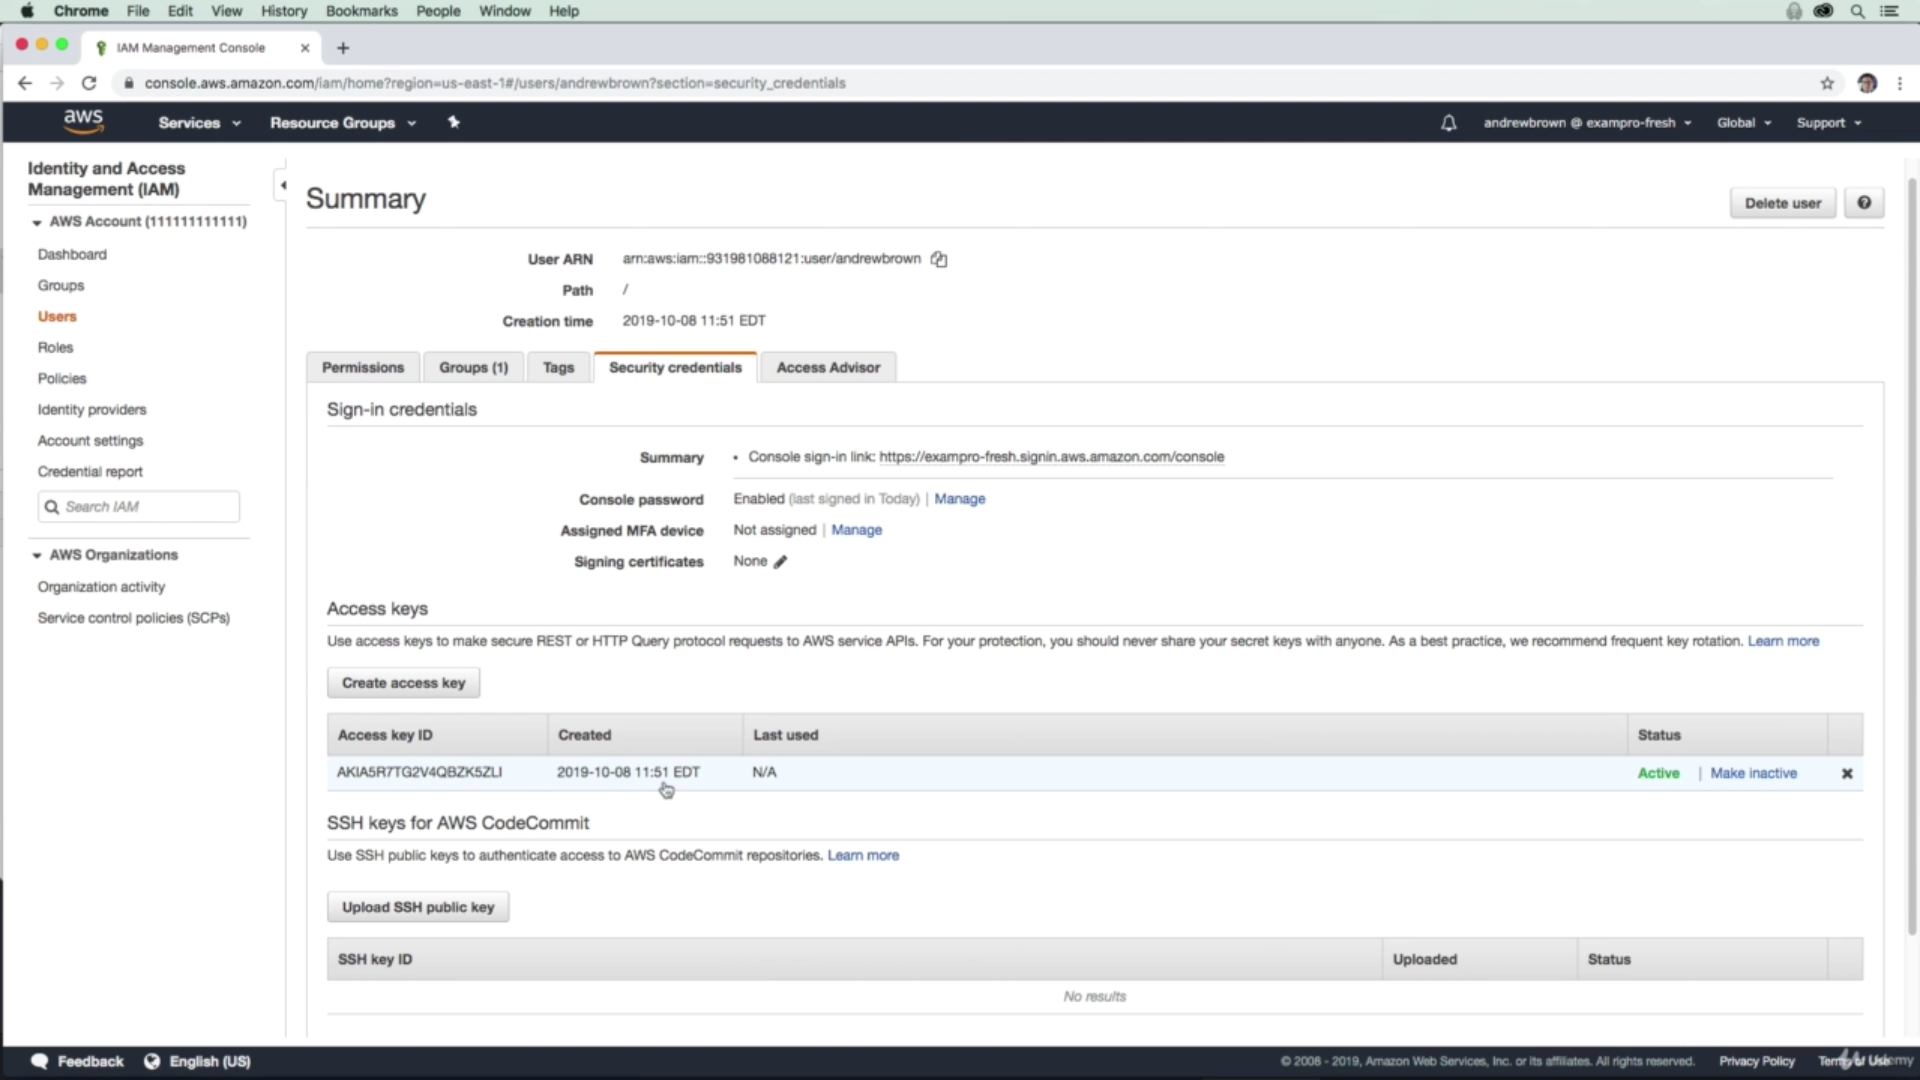 Chrome File Edit View History Bookmarks People Window Help
IAM Management Console
console.aws.amazon.com/iam/home?region=us-east-1#/users/andrewbrown?section=security_credentials
aws Services Resource Groups andrewbrown @ exampro-fresh Global Support
Identity and Access
Management (IAM)
AWS Account (111111111111)
Dashboard
Groups
Users
Roles
Policies
Identity providers
Account settings
Credential report
Search IAM
AWS Organizations
Organization activity
Service control policies (SCPs)
Summary
Delete user
User ARN arn:aws:iam::931981088121:user/andrewbrown
Path /
Creation time 2019-10-08 11:51 EDT
Permissions Groups (1) Tags Security credentials Access Advisor
Sign-in credentials
Summary • Console sign-in link: https://exampro-fresh.signin.aws.amazon.com/console
Console password Enabled (last signed in Today) | Manage
Assigned MFA device Not assigned | Manage
Signing certificates None
Access keys
Use access keys to make secure REST or HTTP Query protocol requests to AWS service APIs. For your protection, you should never share your secret keys with anyone. As a best practice, we recommend frequent key rotation. Learn more
Create access key
Access key ID Created Last used Status
AKIA5R7TG2V4QBZK5ZLI 2019-10-08 11:51 EDT N/A Active | Make inactive
SSH keys for AWS CodeCommit
Use SSH public keys to authenticate access to AWS CodeCommit repositories. Learn more
Upload SSH public key
SSH key ID Uploaded Status
No results
Feedback English (US) © 2008 - 2019, Amazon Web Services, Inc. or its affiliates. All rights reserved. Privacy Policy Terms of Use